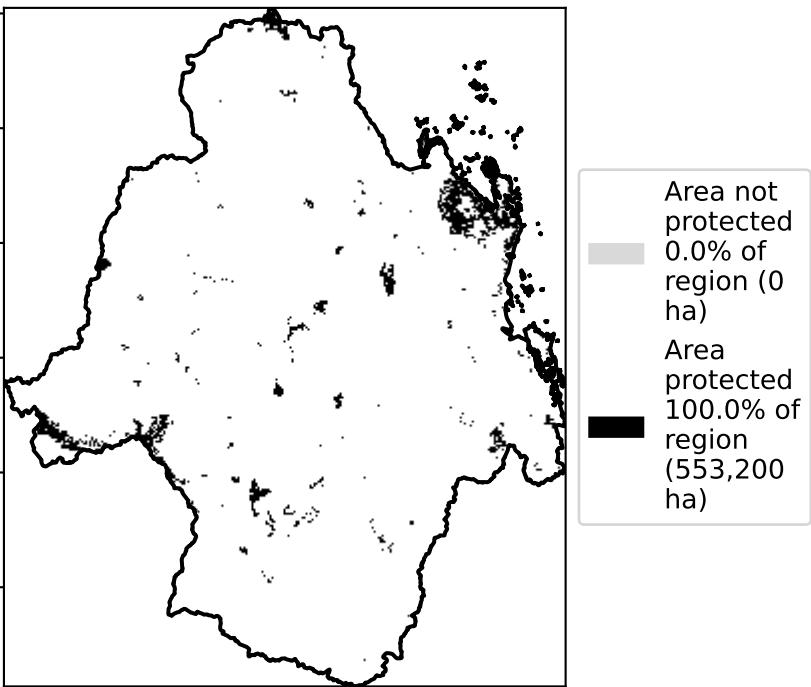 Area not
protected
0.0% of
region (0
ha)
Area
protected
100.0% of
region
(553,200
ha)